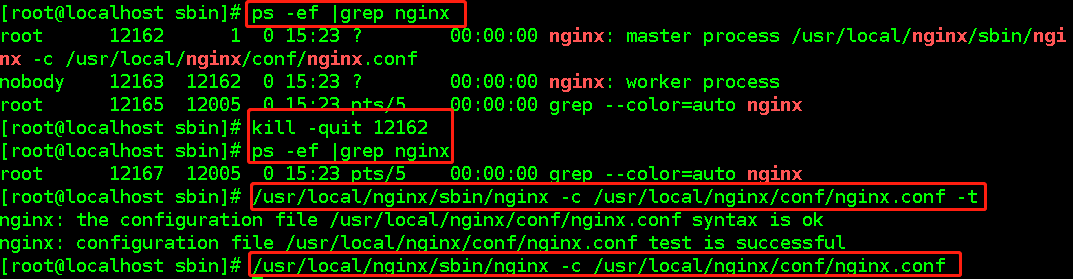 [root@localhost sbin]# ps -ef |grep nginx
root     12162     1  0 15:23 ?        00:00:00 nginx: master process /usr/local/nginx/sbin/ngi
nx -c /usr/local/nginx/conf/nginx.conf
nobody   12163 12162  0 15:23 ?        00:00:00 nginx: worker process
root     12165 12005  0 15:23 pts/5    00:00:00 grep --color=auto nginx
[root@localhost sbin]# kill -quit 12162
[root@localhost sbin]# ps -ef |grep nginx
root     12167 12005  0 15:23 pts/5    00:00:00 grep --color=auto nginx
[root@localhost sbin]# /usr/local/nginx/sbin/nginx -c /usr/local/nginx/conf/nginx.conf -t
nginx: the configuration file /usr/local/nginx/conf/nginx.conf syntax is ok
nginx: configuration file /usr/local/nginx/conf/nginx.conf test is successful
[root@localhost sbin]# /usr/local/nginx/sbin/nginx -c /usr/local/nginx/conf/nginx.conf